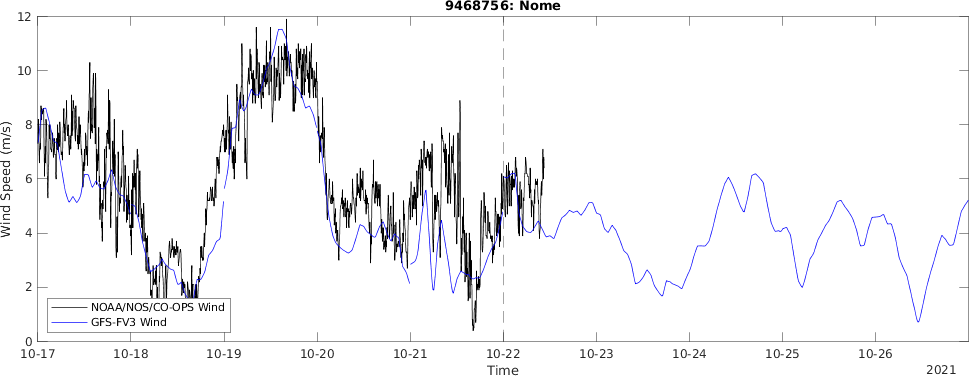 9468756: Nome
Wind Speed (m/s)
12
10
8
6
4
2
0
NOAA/NOS/CO-OPS Wind
GFS-FV3 Wind
10-17 10-18 10-19 10-20 10-21 10-22 10-23 10-24 10-25 10-26
Time
2021